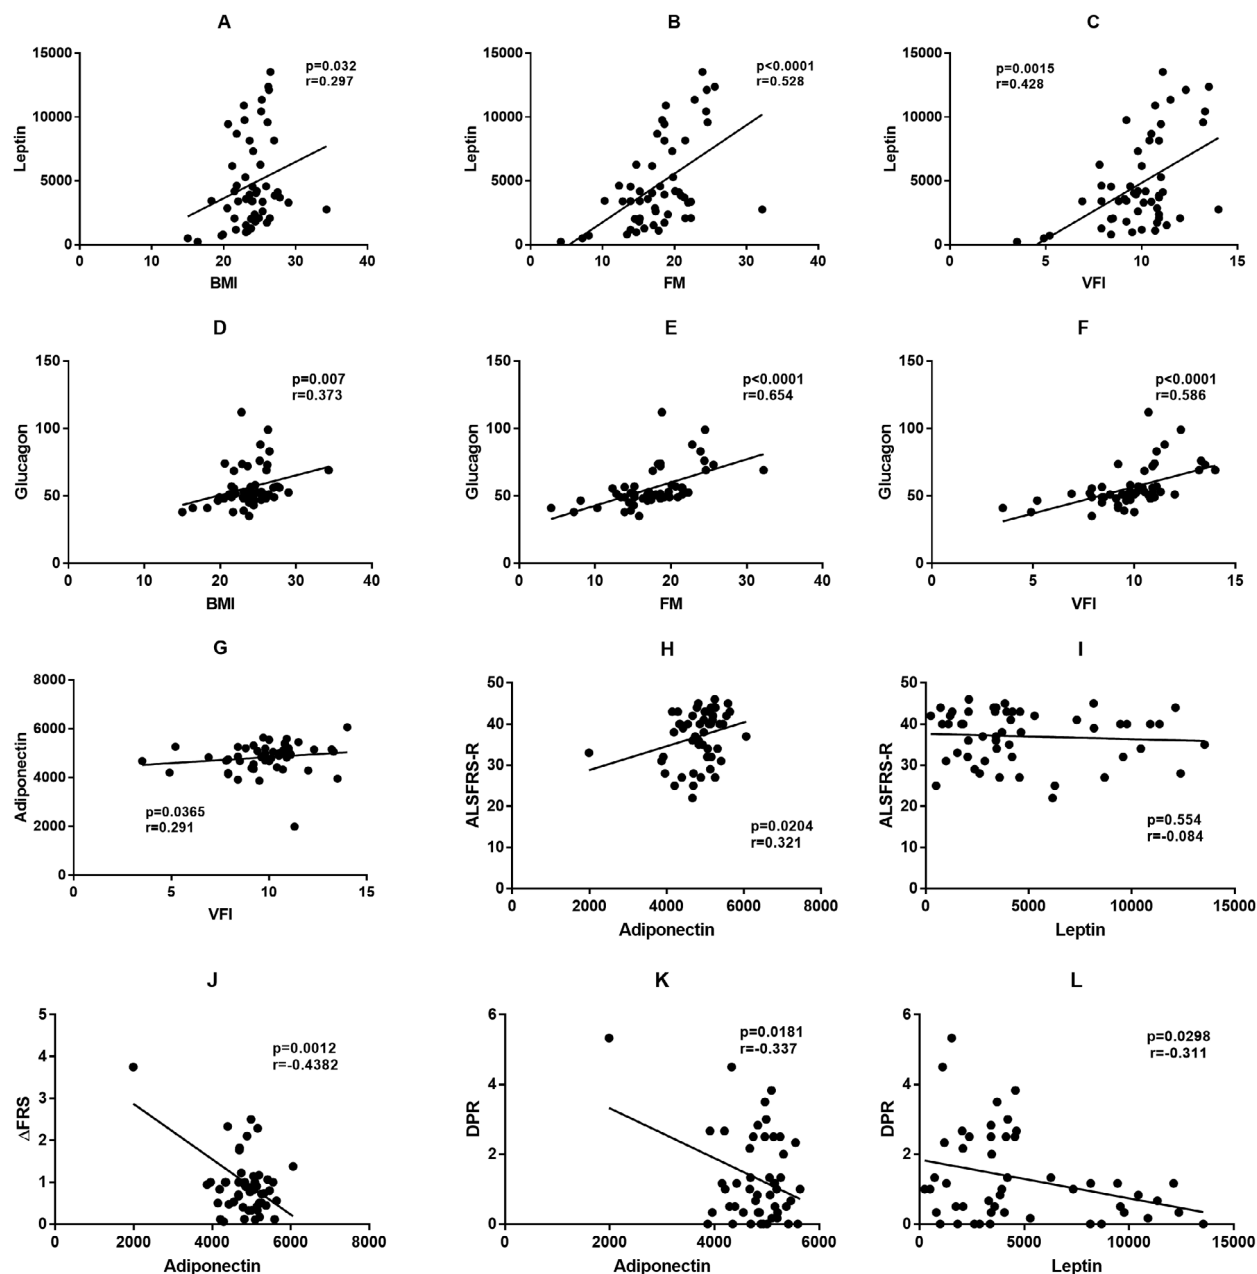 A
15000
10000
5000
0
Leptin
p=0.032
r=0.297
0
10
20
30
40
BMI
B
15000
10000
5000
0
Leptin
p<0.0001
r=0.528
0
10
20
30
40
FM
C
15000
10000
5000
0
Leptin
p=0.0015
r=0.428
0
5
10
15
VFI
D
150
100
50
0
Glucagon
p=0.007
r=0.373
0
10
20
30
40
BMI
E
150
100
50
0
Glucagon
p<0.0001
r=0.654
0
10
20
30
40
FM
F
150
100
50
0
Glucagon
p<0.0001
r=0.586
0
5
10
15
VFI
G
8000
6000
4000
2000
0
Adiponectin
p=0.0365
r=0.291
0
5
10
15
VFI
H
50
40
30
20
10
0
ALSFRS-R
p=0.0204
r=0.321
0
2000
4000
6000
8000
Adiponectin
I
50
40
30
20
10
0
ALSFRS-R
p=0.554
r=-0.084
0
5000
10000
15000
Leptin
J
5
4
3
2
1
0
ΔFRS
p=0.0012
r=-0.4382
0
2000
4000
6000
8000
Adiponectin
K
6
4
2
0
DPR
p=0.0181
r=-0.337
0
2000
4000
6000
Adiponectin
L
6
4
2
0
DPR
p=0.0298
r=-0.311
0
5000
10000
15000
Leptin